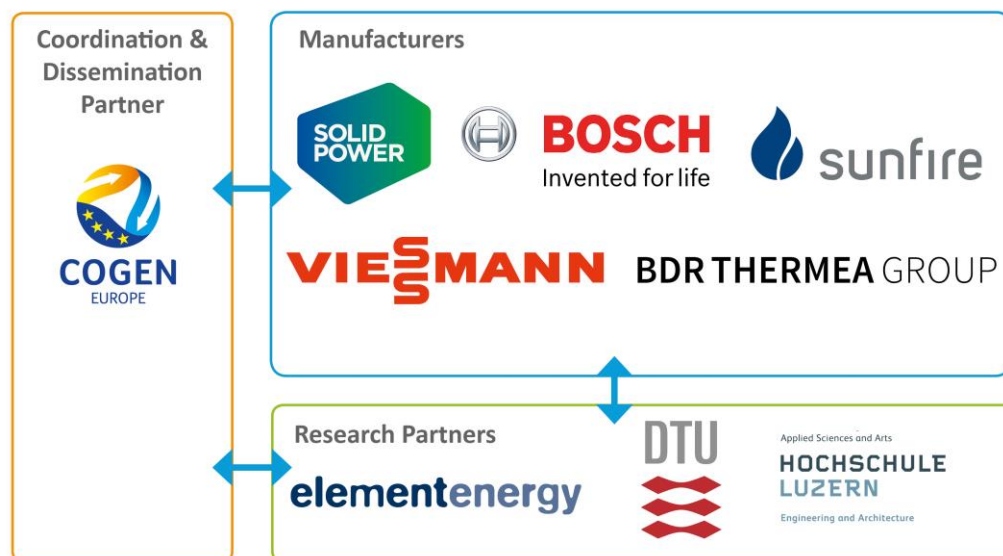 Coordination &
Dissemination
Partner
COGEN
EUROPE
Manufacturers
SOLID
POWER
BOSCH
Invented for life
sunfire
VIESSMANN
BDR THERMEA GROUP
Research Partners
elementenergy
DTU
Applied Sciences and Arts
HOCHSCHULE
LUZERN
Engineering and Architecture